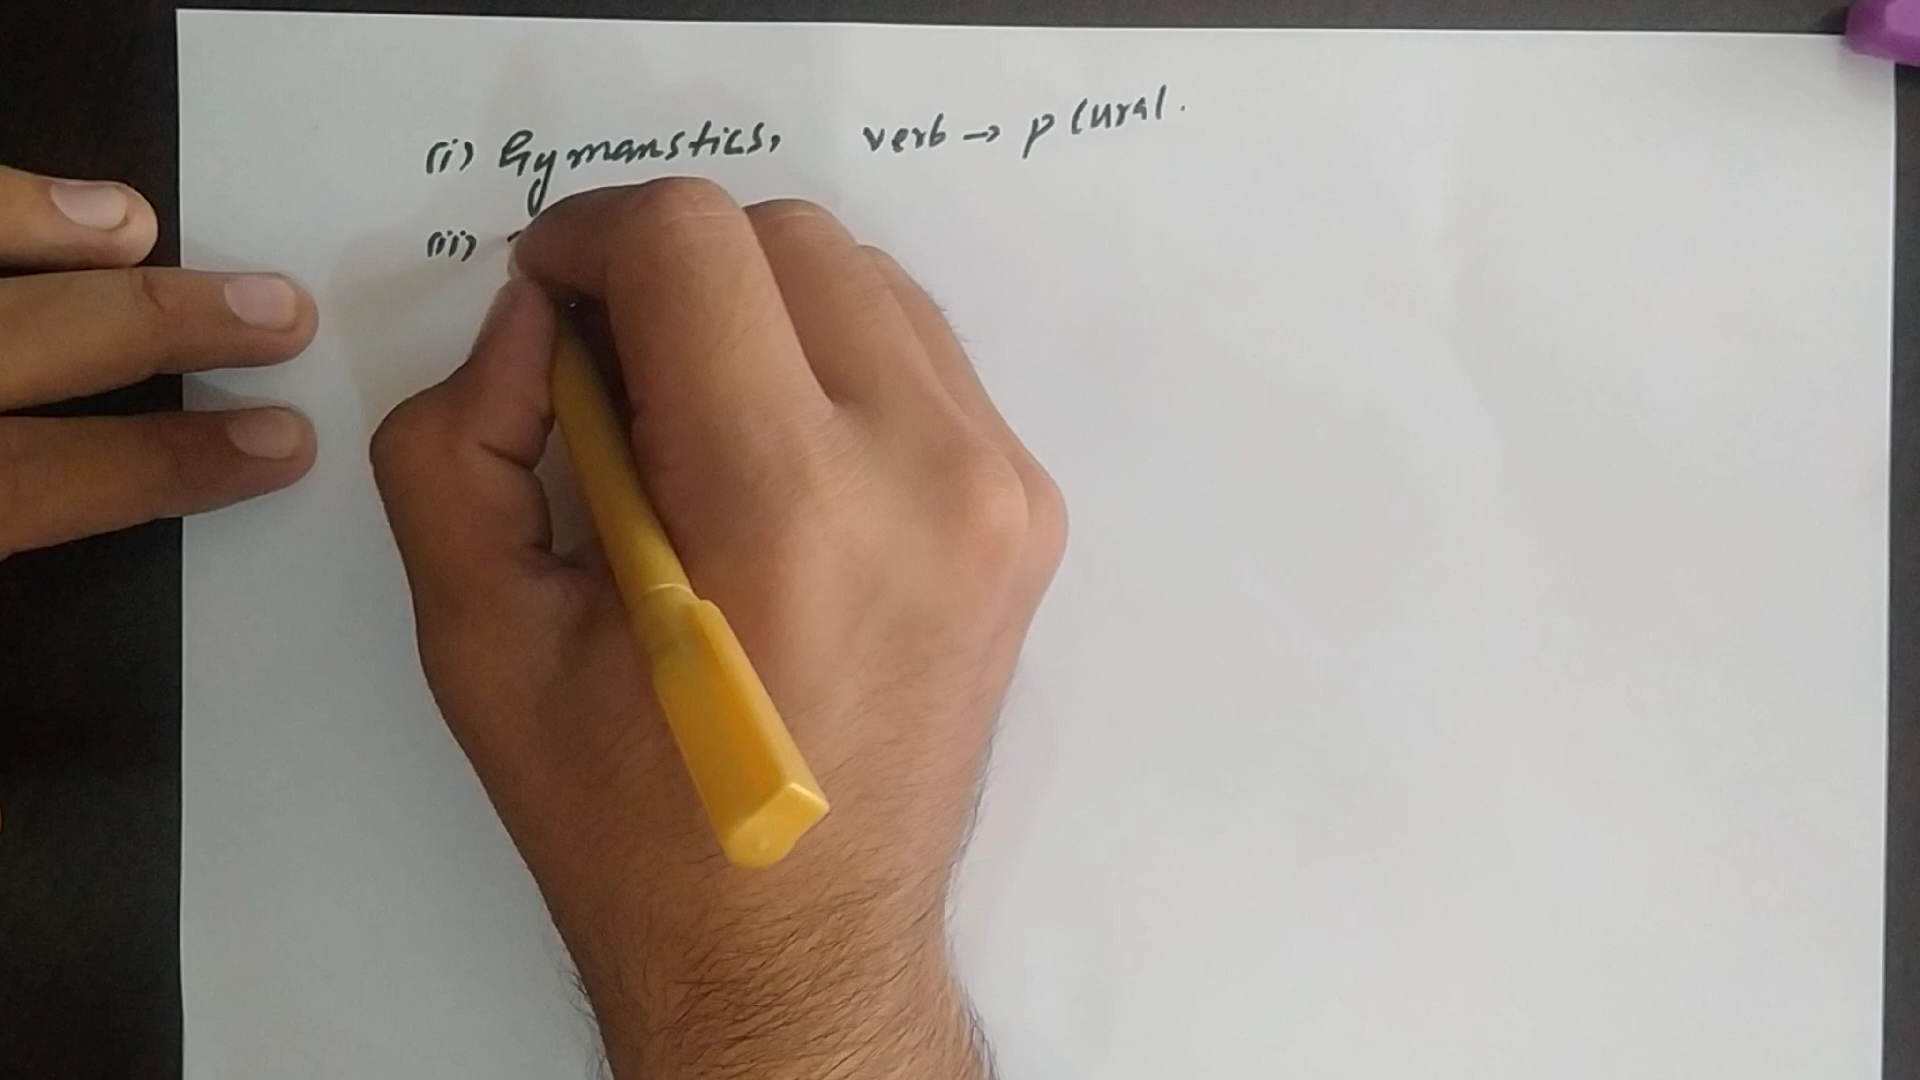 (i) Gymanstics, verb → plural.
(ii)